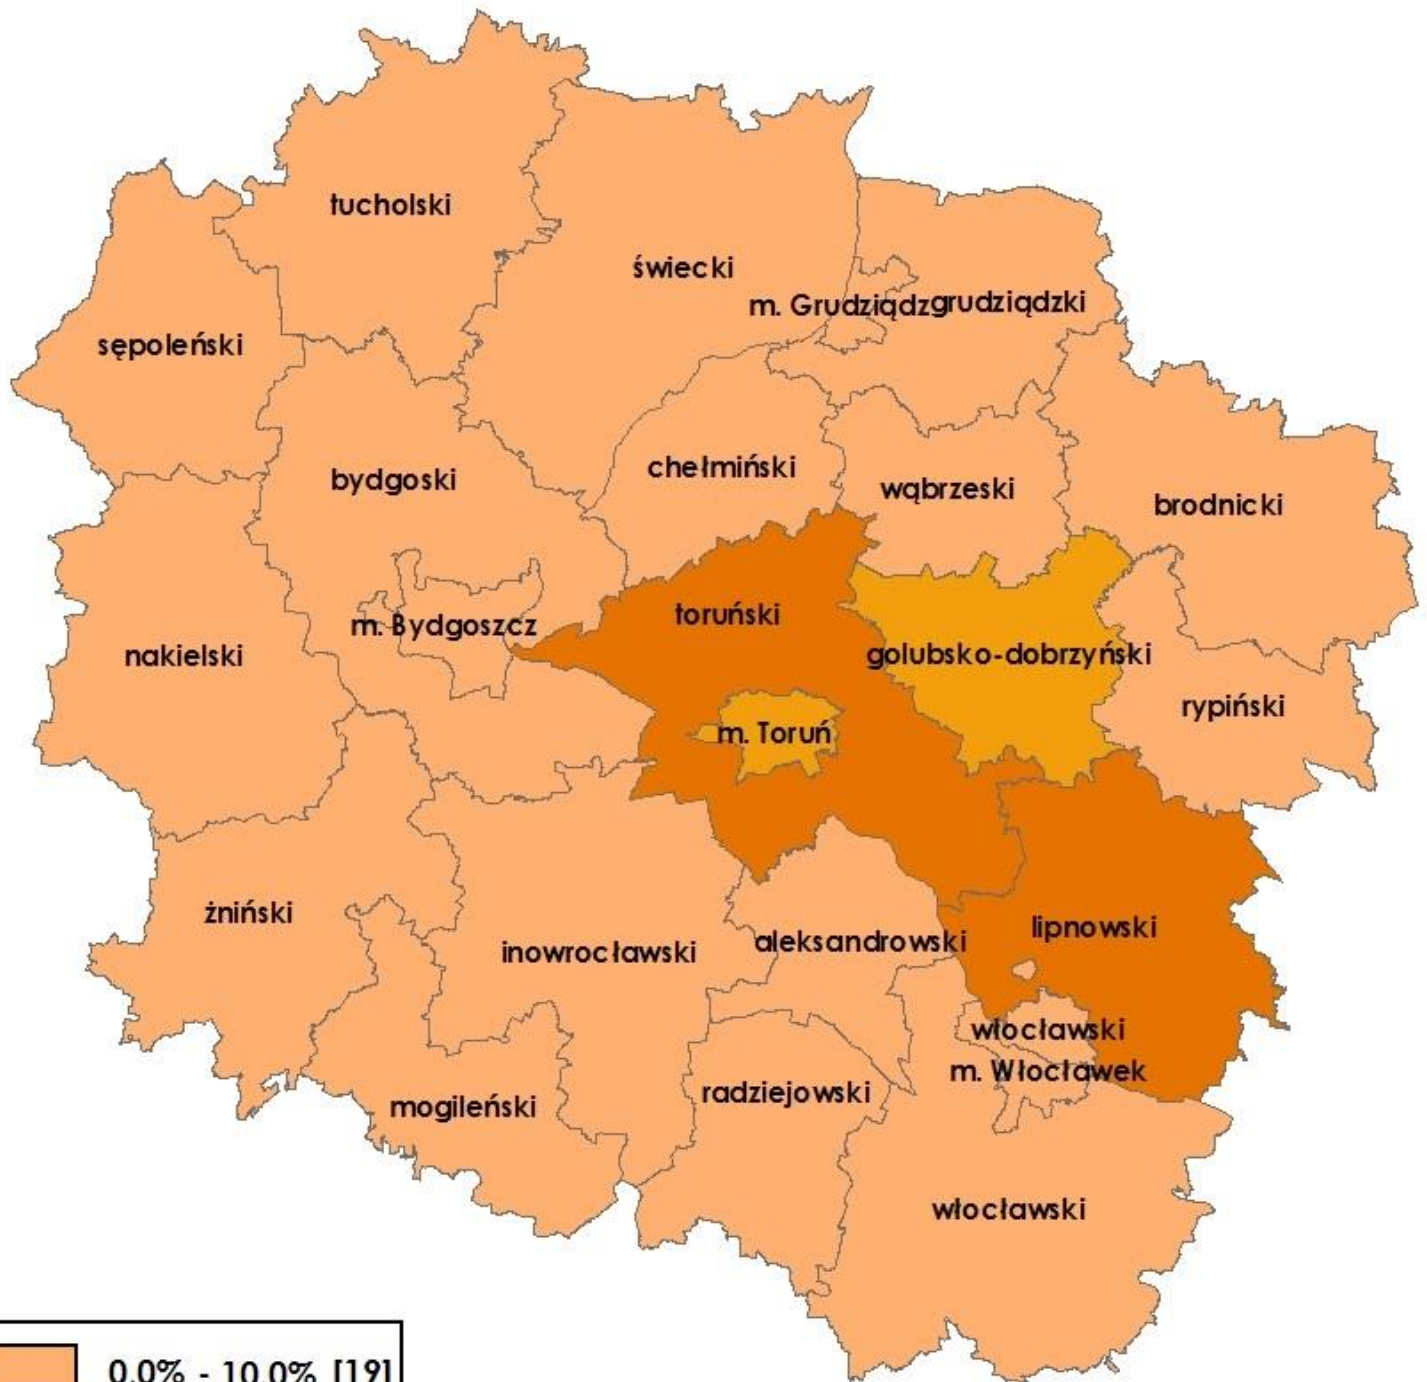 tucholski
świecki
m. Grudziądz
grudziądzki
sępoleński
chełmiński
bydgoski
wąbrzeski
brodnicki
toruński
m. Bydgoszcz
nakielski
golubsko-dobrzyński
rypiński
m. Toruń
żniński
lipnowski
aleksandrowski
inowrocławski
włocławski
m. Włocławek
radziejowski
mogileński
włocławski
0.0% - 10.0% [19]